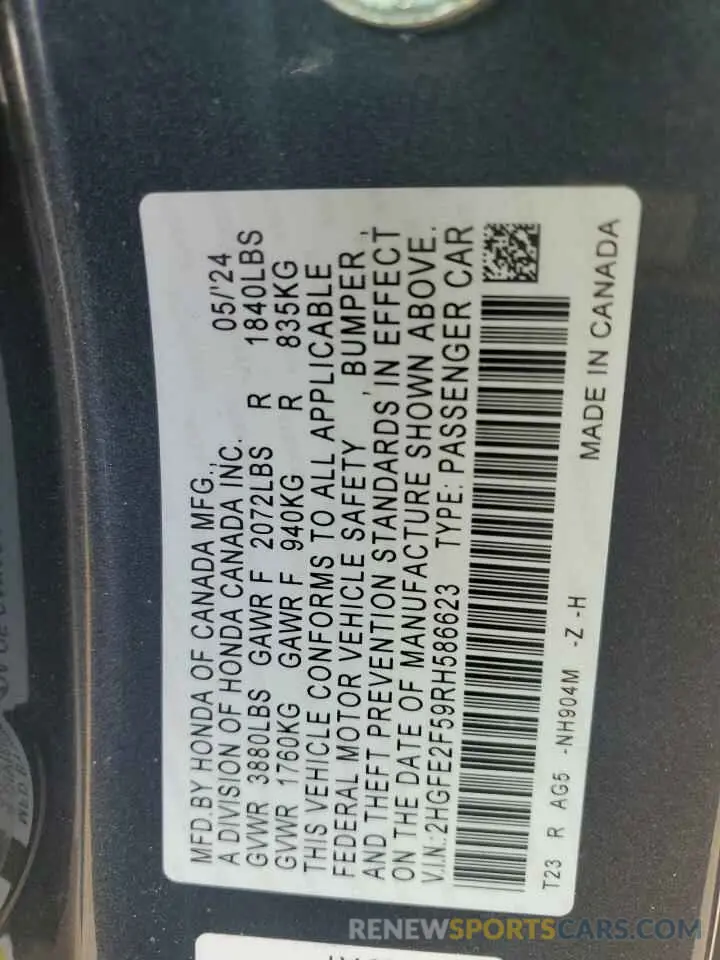 MFD.BY HONDA OF CANADA MFG., 05/'24
A DIVISION OF HONDA CANADA INC.
GVWR 3880LBS GAWR F 2072LBS R 1840LBS
GVWR 1760KG GAWR F 940KG R 835KG
THIS VEHICLE CONFORMS TO ALL APPLICABLE
FEDERAL MOTOR VEHICLE SAFETY , BUMPER ,
AND THEFT PREVENTION STANDARDS IN EFFECT
ON THE DATE OF MANUFACTURE SHOWN ABOVE.
V.I.N.:2HGFE2F59RH586623 TYPE: PASSENGER CAR
T23 R AG5 -NH904M -Z -H
MADE IN CANADA
RENEWSPORTSCARS.COM